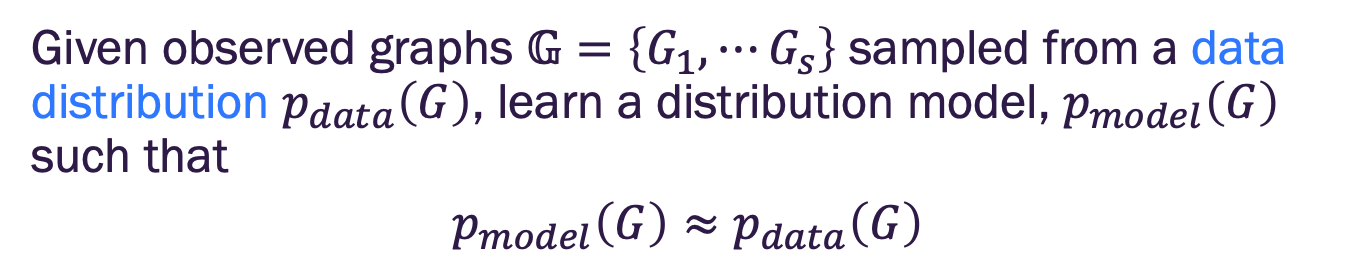 Given observed graphs 𝔾 = {G₁, ⋯ Gₛ} sampled from a data
distribution p_data(G), learn a distribution model, p_model(G)
such that
p_model(G) ≈ p_data(G)